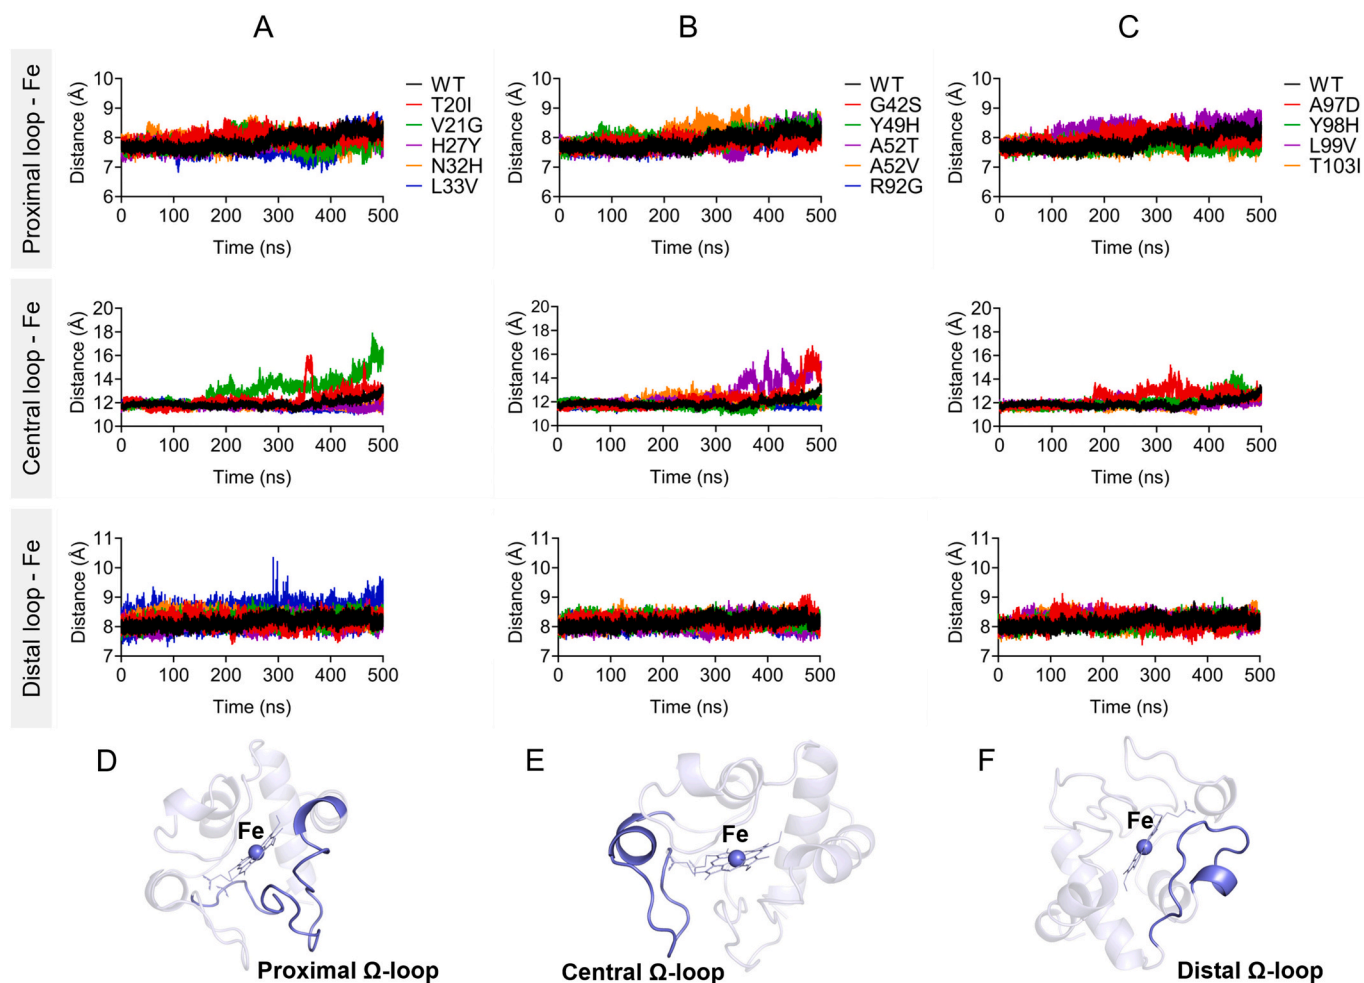 A
B
C
Proximal loop - Fe
Distance (Å)
10
9
8
7
6
0
100
200
300
400
500
Time (ns)
WT
T20I
V21G
H27Y
N32H
L33V
Distance (Å)
10
9
8
7
6
0
100
200
300
400
500
Time (ns)
WT
G42S
Y49H
A52T
A52V
R92G
Distance (Å)
10
9
8
7
6
0
100
200
300
400
500
Time (ns)
WT
A97D
Y98H
L99V
T103I
Central loop - Fe
Distance (Å)
20
18
16
14
12
10
0
100
200
300
400
500
Time (ns)
Distance (Å)
20
18
16
14
12
10
0
100
200
300
400
500
Time (ns)
Distance (Å)
20
18
16
14
12
10
0
100
200
300
400
500
Time (ns)
Distal loop - Fe
Distance (Å)
11
10
9
8
7
0
100
200
300
400
500
Time (ns)
Distance (Å)
11
10
9
8
7
0
100
200
300
400
500
Time (ns)
Distance (Å)
11
10
9
8
7
0
100
200
300
400
500
Time (ns)
D
Fe
Proximal Ω-loop
E
Fe
Central Ω-loop
F
Fe
Distal Ω-loop